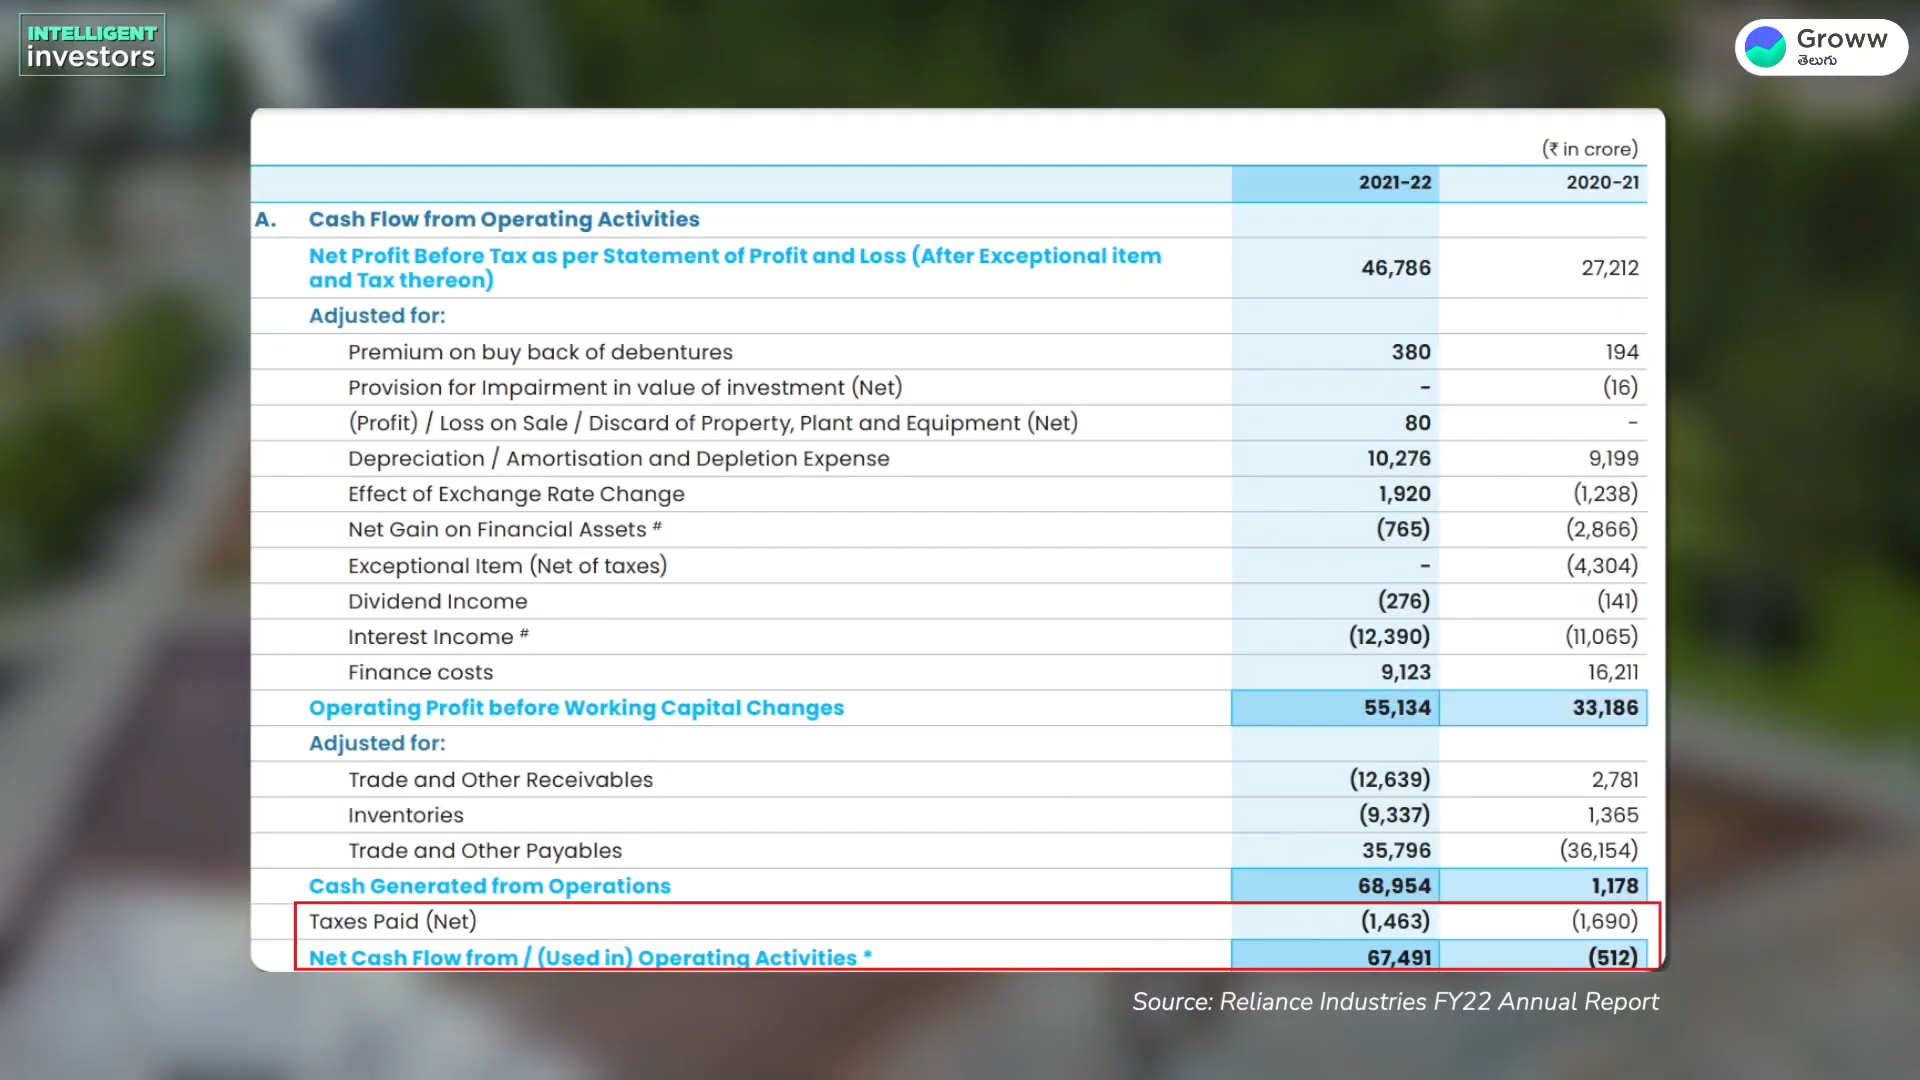 INTELLIGENT
investors
Groww
తెలుగు
(₹ in crore)
2021-22 2020-21
A. Cash Flow from Operating Activities
Net Profit Before Tax as per Statement of Profit and Loss (After Exceptional item
and Tax thereon) 46,786 27,212
Adjusted for:
Premium on buy back of debentures 380 194
Provision for Impairment in value of investment (Net) - (16)
(Profit) / Loss on Sale / Discard of Property, Plant and Equipment (Net) 80 -
Depreciation / Amortisation and Depletion Expense 10,276 9,199
Effect of Exchange Rate Change 1,920 (1,238)
Net Gain on Financial Assets # (765) (2,866)
Exceptional Item (Net of taxes) - (4,304)
Dividend Income (276) (141)
Interest Income # (12,390) (11,065)
Finance costs 9,123 16,211
Operating Profit before Working Capital Changes 55,134 33,186
Adjusted for:
Trade and Other Receivables (12,639) 2,781
Inventories (9,337) 1,365
Trade and Other Payables 35,796 (36,154)
Cash Generated from Operations 68,954 1,178
Taxes Paid (Net) (1,463) (1,690)
Net Cash Flow from / (Used in) Operating Activities * 67,491 (512)
Source: Reliance Industries FY22 Annual Report